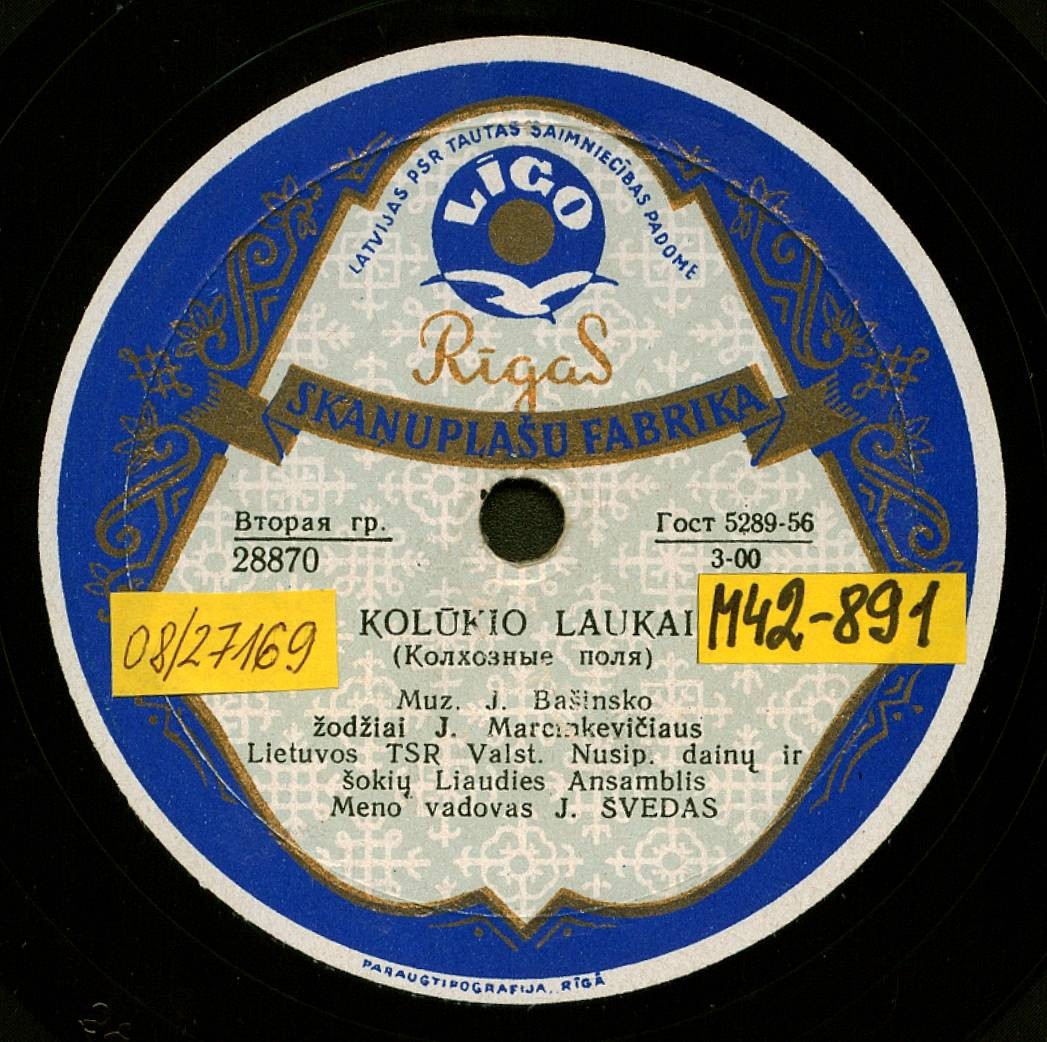 LATVIJAS PSR TAUTAS SAIMNIECĪBAS PADOME
LĪGO
Rīgas
SKAŅUPLAŠU FABRIKA
Вторая гр.
28870
Гост 5289-56
3-00
08/27169
M42-891
KOLŪKIO LAUKAI
(Колхозные поля)
Muz. J. Bašinsko
žodžiai J. Marcinkevičiaus
Lietuvos TSR Valst. Nusip. dainų ir
šokių Liaudies Ansamblis
Meno vadovas J. ŠVEDAS
PARAUGTIPOGRAFIJA, RĪGĀ